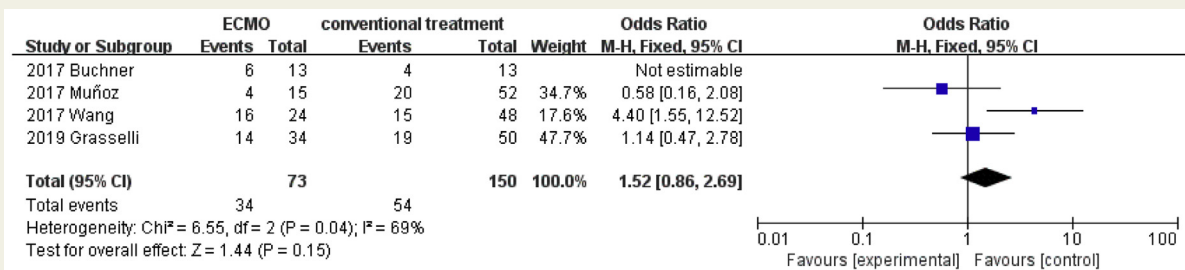 ECMO conventional treatment Odds Ratio Odds Ratio
Study or Subgroup Events Total Events Total Weight M-H, Fixed, 95% CI M-H, Fixed, 95% CI
2017 Buchner 6 13 4 13 Not estimable
2017 Muñoz 4 15 20 52 34.7% 0.58 [0.16, 2.08]
2017 Wang 16 24 15 48 17.6% 4.40 [1.55, 12.52]
2019 Grasselli 14 34 19 50 47.7% 1.14 [0.47, 2.78]
Total (95% CI) 73 150 100.0% 1.52 [0.86, 2.69]
Total events 34 54
Heterogeneity: Chi² = 6.55, df = 2 (P = 0.04); I² = 69%
Test for overall effect: Z = 1.44 (P = 0.15)
0.01 0.1 1 10 100
Favours [experimental] Favours [control]